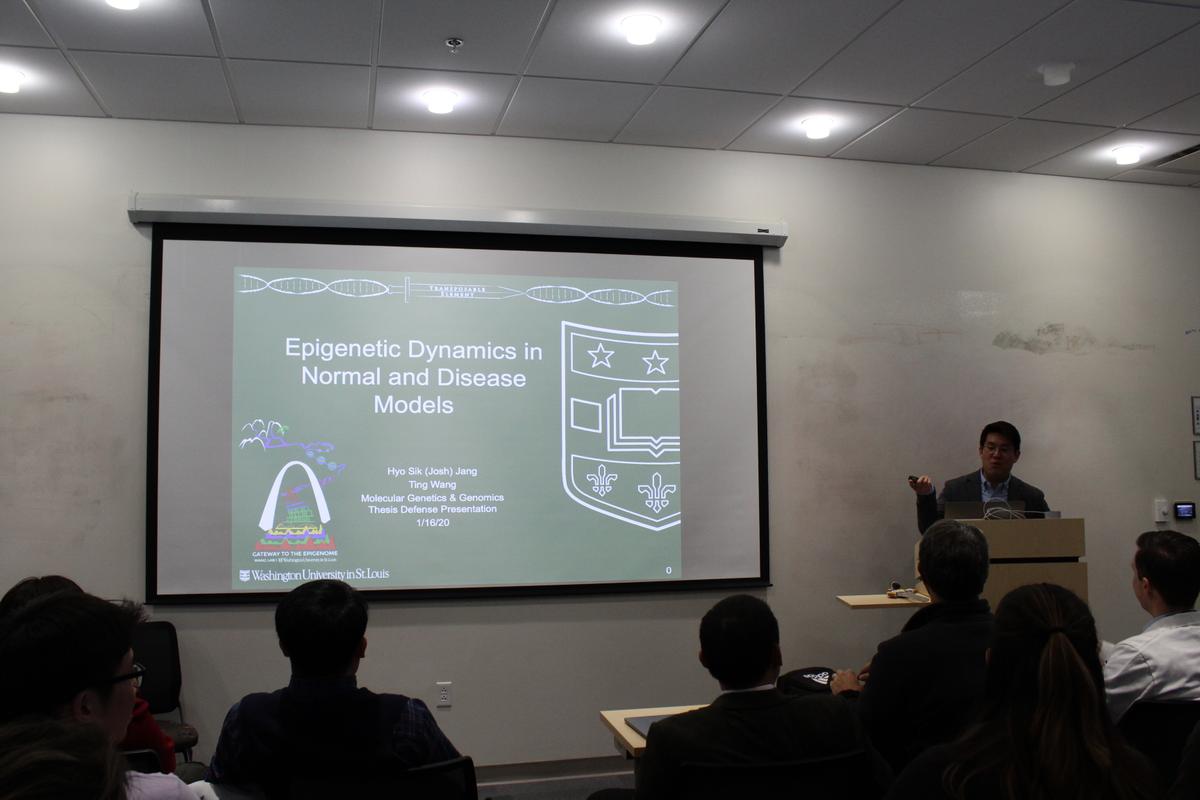 TRANSPOSABLE
ELEMENT
Epigenetic Dynamics in
Normal and Disease
Models
Hyo Sik (Josh) Jang
Ting Wang
Molecular Genetics & Genomics
Thesis Defense Presentation
1/16/20
GATEWAY TO THE EPIGENOME
Washington University in St. Louis
0